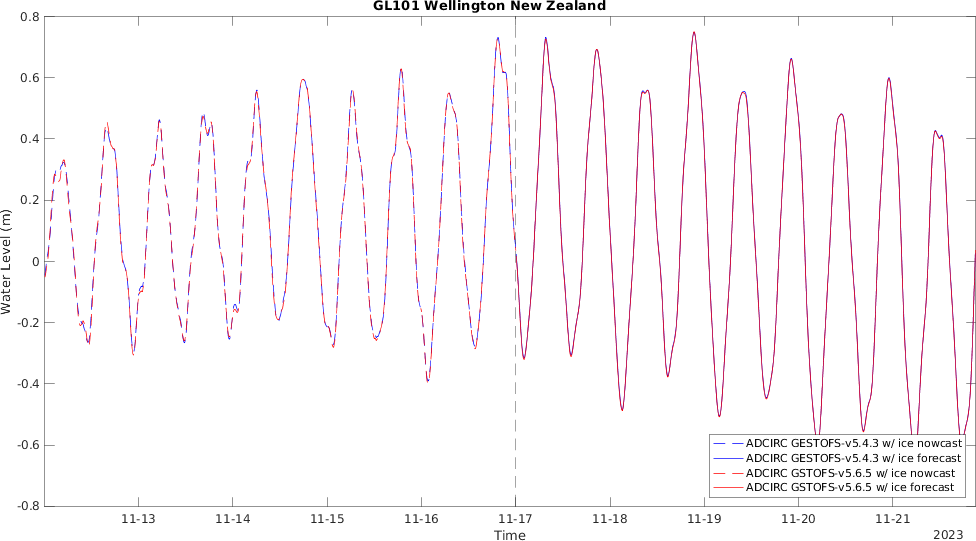 GL101 Wellington New Zealand
0.8
0.6
0.4
0.2
0
-0.2
-0.4
-0.6
-0.8
Water Level (m)
11-13 11-14 11-15 11-16 11-17 11-18 11-19 11-20 11-21
Time
2023
ADCIRC GESTOFS-v5.4.3 w/ ice nowcast
ADCIRC GESTOFS-v5.4.3 w/ ice forecast
ADCIRC GSTOFS-v5.6.5 w/ ice nowcast
ADCIRC GSTOFS-v5.6.5 w/ ice forecast